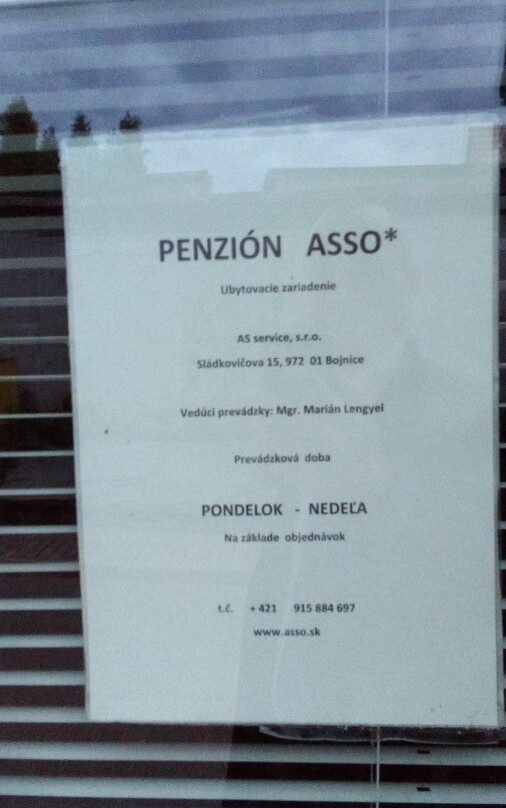 PENZIÓN ASSO*
Ubytovacie zariadenie
AS service, s.r.o.
Sládkovičova 15, 972 01 Bojnice
Vedúci prevádzky: Mgr. Marián Lengyel
Prevádzková doba
PONDELOK - NEDEĽA
Na základe objednávok
t.č. +421 915 884 697
www.asso.sk